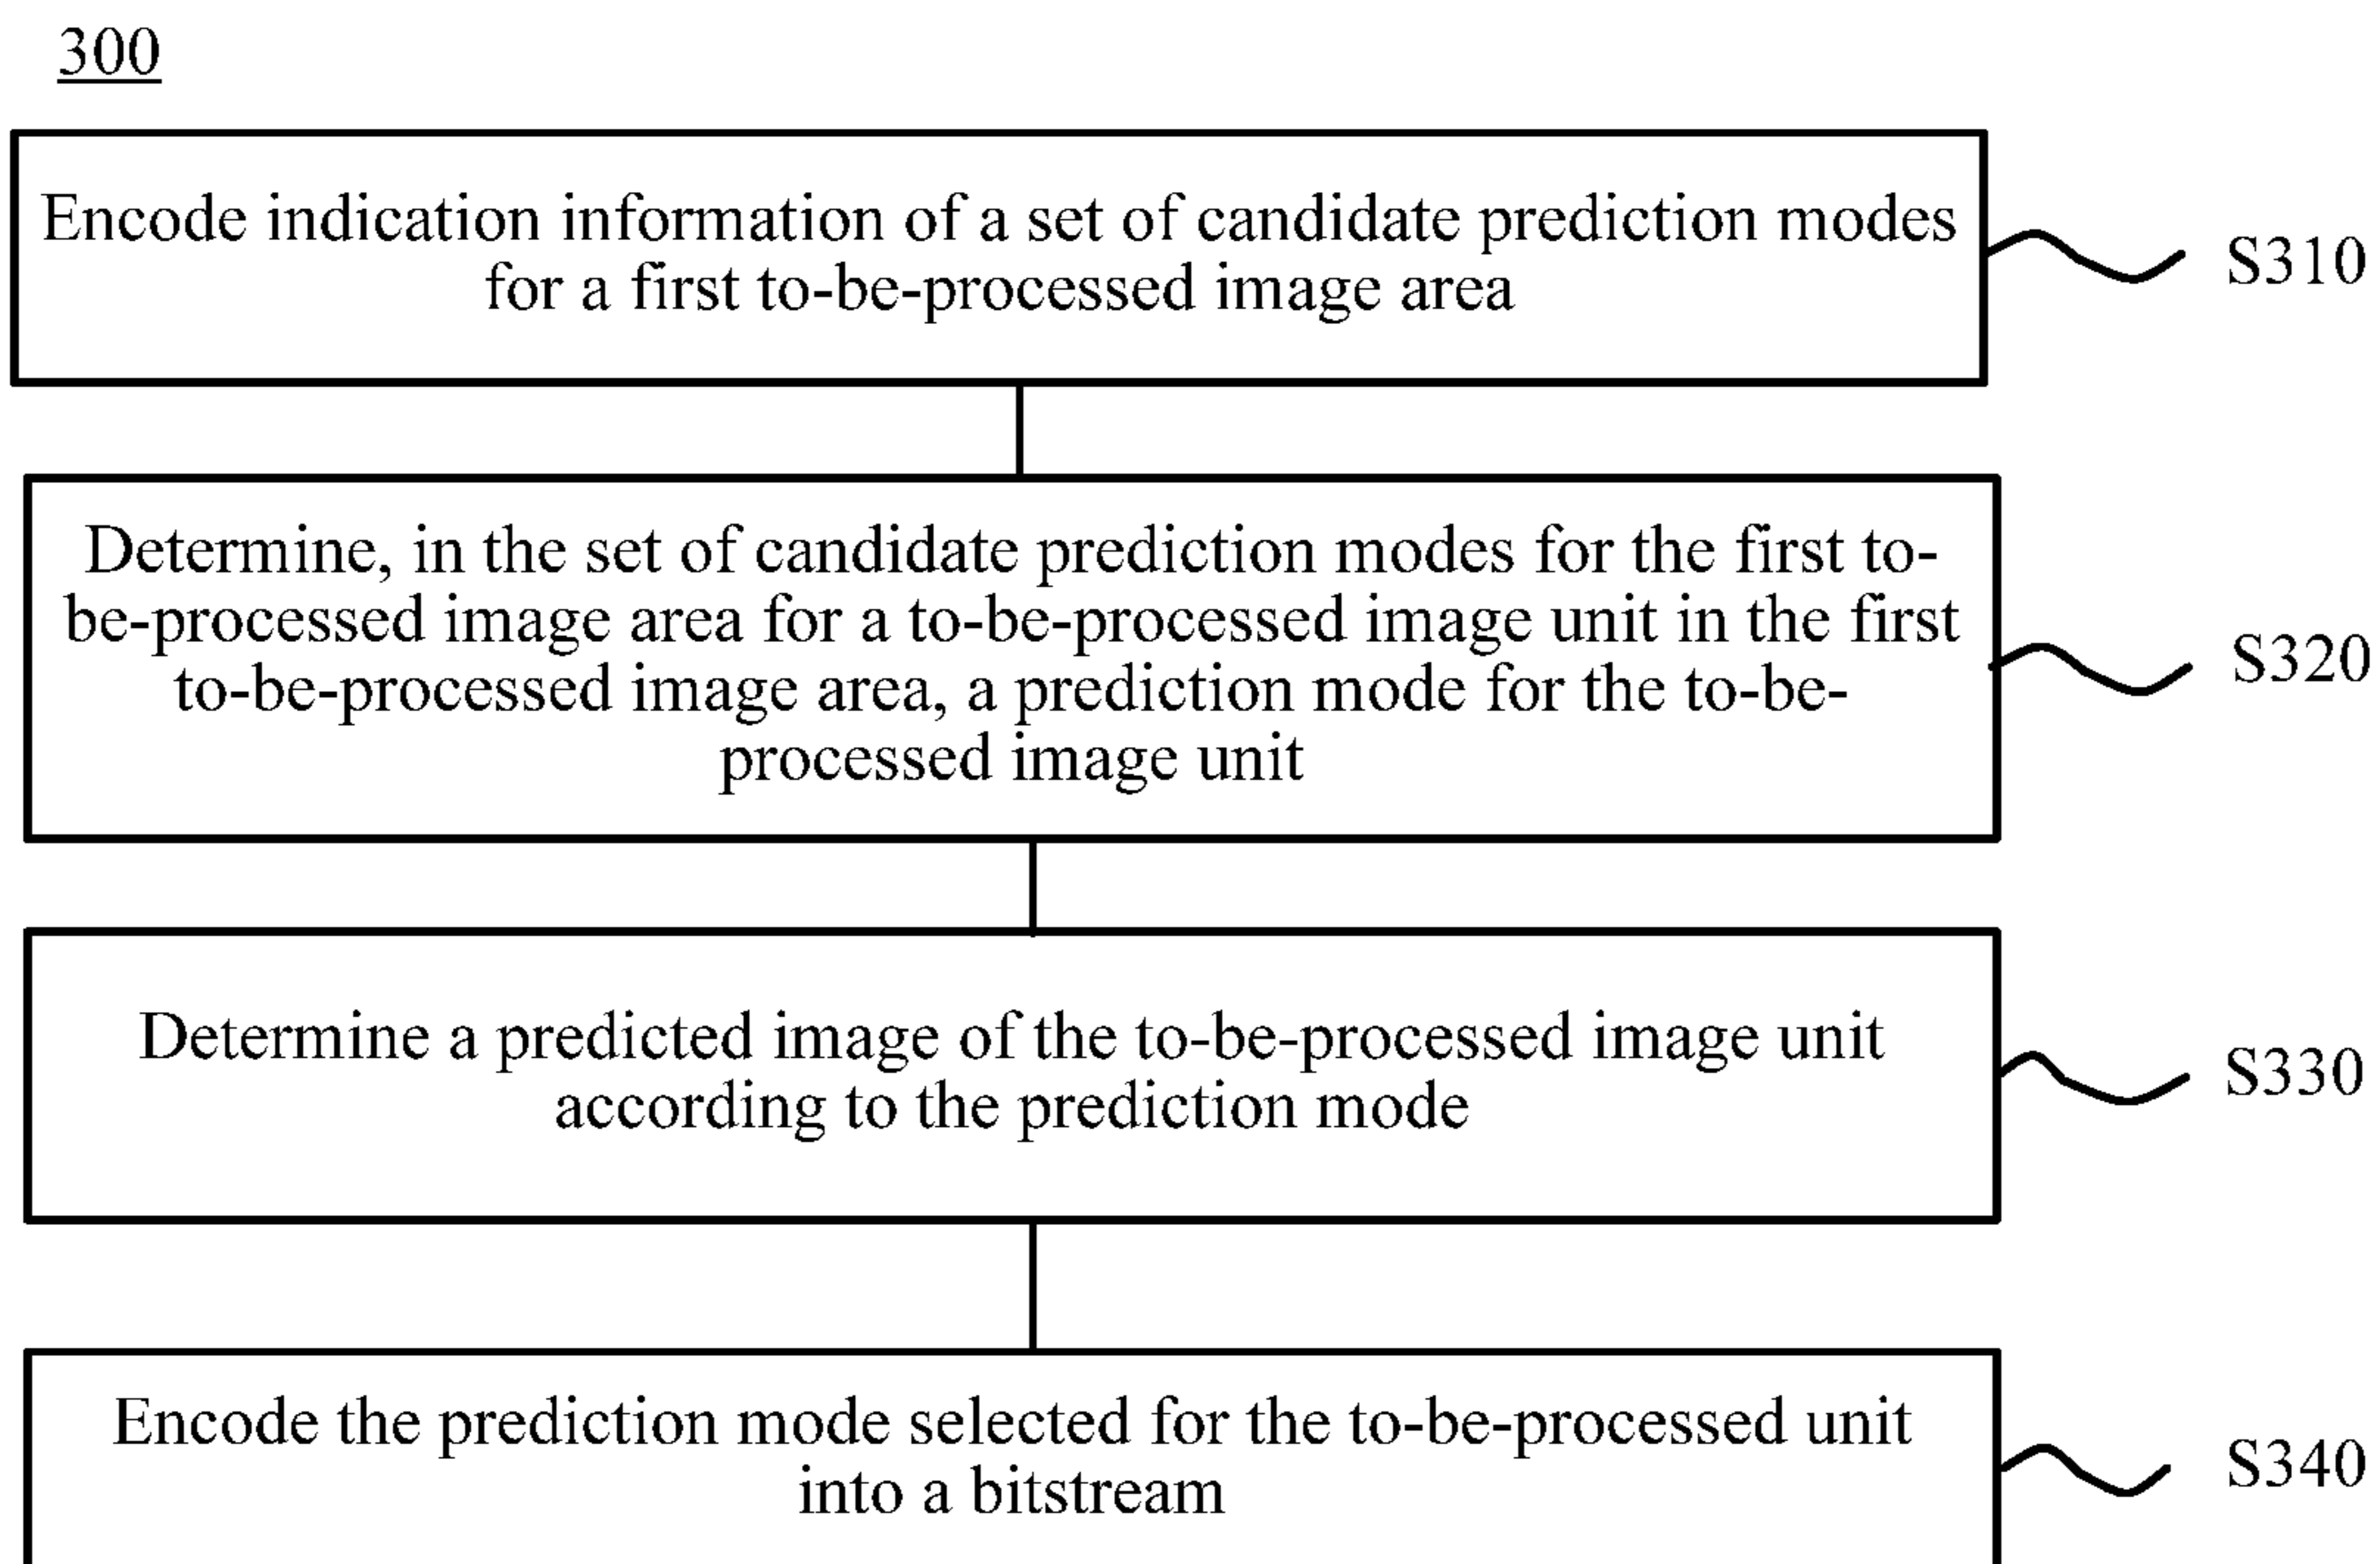 300
Encode indication information of a set of candidate prediction modes
for a first to-be-processed image area
S310
Determine, in the set of candidate prediction modes for the first to-
be-processed image area for a to-be-processed image unit in the first
to-be-processed image area, a prediction mode for the to-be-
processed image unit
S320
Determine a predicted image of the to-be-processed image unit
according to the prediction mode
S330
Encode the prediction mode selected for the to-be-processed unit
into a bitstream
S340